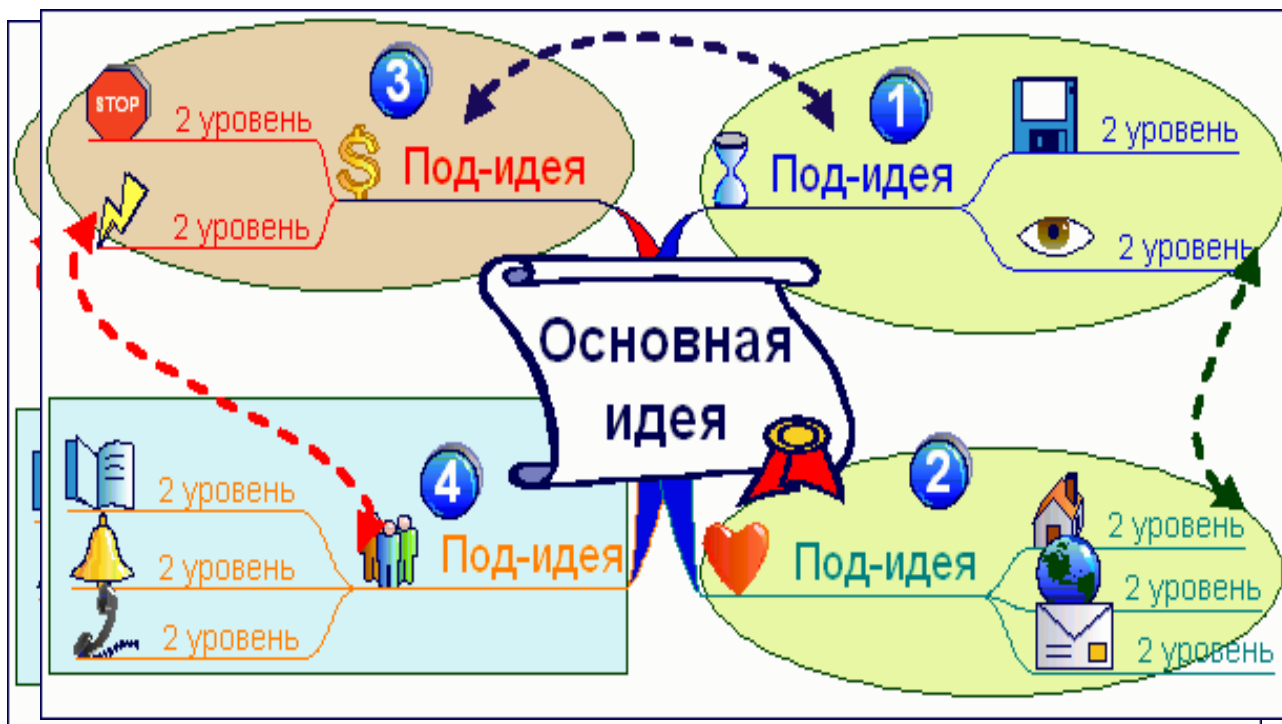 STOP
2 уровень
3
Под-идея
2 уровень
1
Под-идея
2 уровень
2 уровень
Основная
идея
4
Под-идея
2 уровень
2 уровень
2 уровень
2
Под-идея
2 уровень
2 уровень
2 уровень